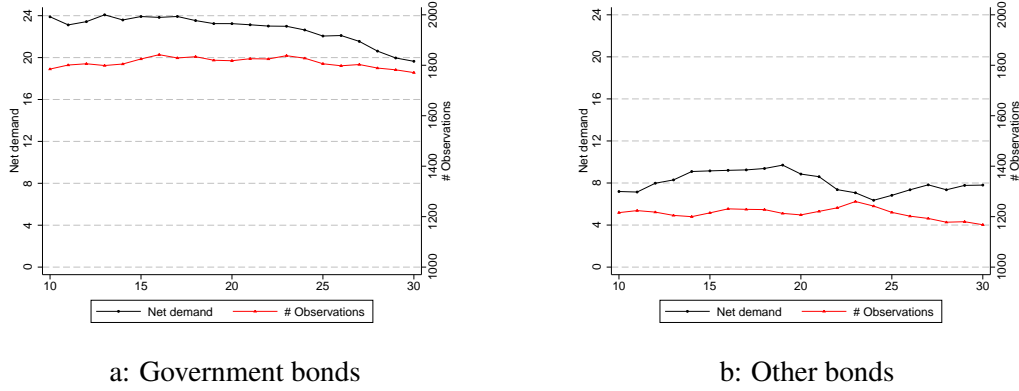 24
20
16
12
8
4
0
Net demand
2000
1800
1600
1400
1200
1000
# Observations
10 15 20 25 30
Net demand # Observations
a: Government bonds
24
20
16
12
8
4
0
Net demand
2000
1800
1600
1400
1200
1000
# Observations
10 15 20 25 30
Net demand # Observations
b: Other bonds